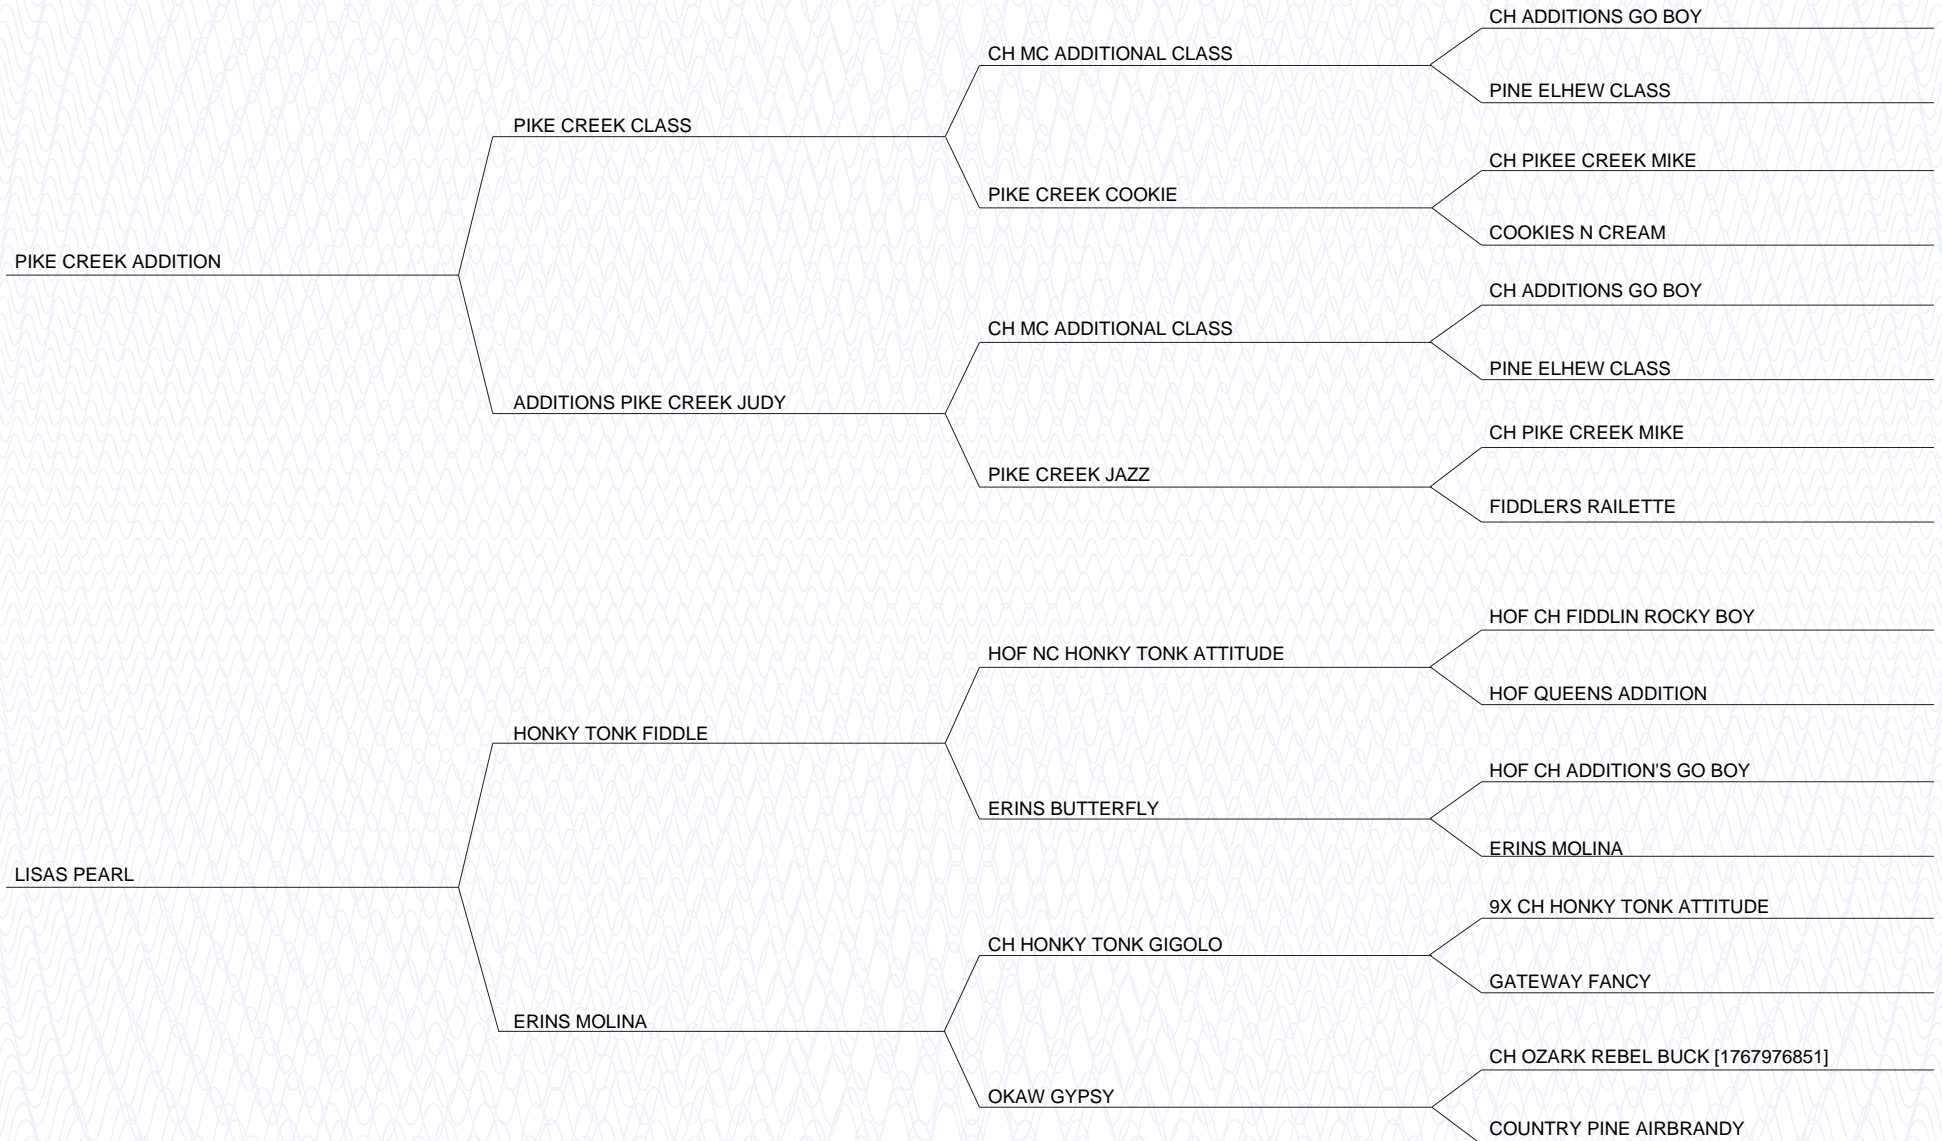 CH ADDITIONS GO BOY
CH MC ADDITIONAL CLASS
PINE ELHEW CLASS
PIKE CREEK CLASS
CH PIKEE CREEK MIKE
PIKE CREEK COOKIE
COOKIES N CREAM
PIKE CREEK ADDITION
CH ADDITIONS GO BOY
CH MC ADDITIONAL CLASS
PINE ELHEW CLASS
ADDITIONS PIKE CREEK JUDY
CH PIKE CREEK MIKE
PIKE CREEK JAZZ
FIDDLERS RAILETTE
HOF CH FIDDLIN ROCKY BOY
HOF NC HONKY TONK ATTITUDE
HOF QUEENS ADDITION
HONKY TONK FIDDLE
HOF CH ADDITION'S GO BOY
ERINS BUTTERFLY
ERINS MOLINA
LISAS PEARL
9X CH HONKY TONK ATTITUDE
CH HONKY TONK GIGOLO
GATEWAY FANCY
ERINS MOLINA
CH OZARK REBEL BUCK [1767976851]
OKAW GYPSY
COUNTRY PINE AIRBRANDY